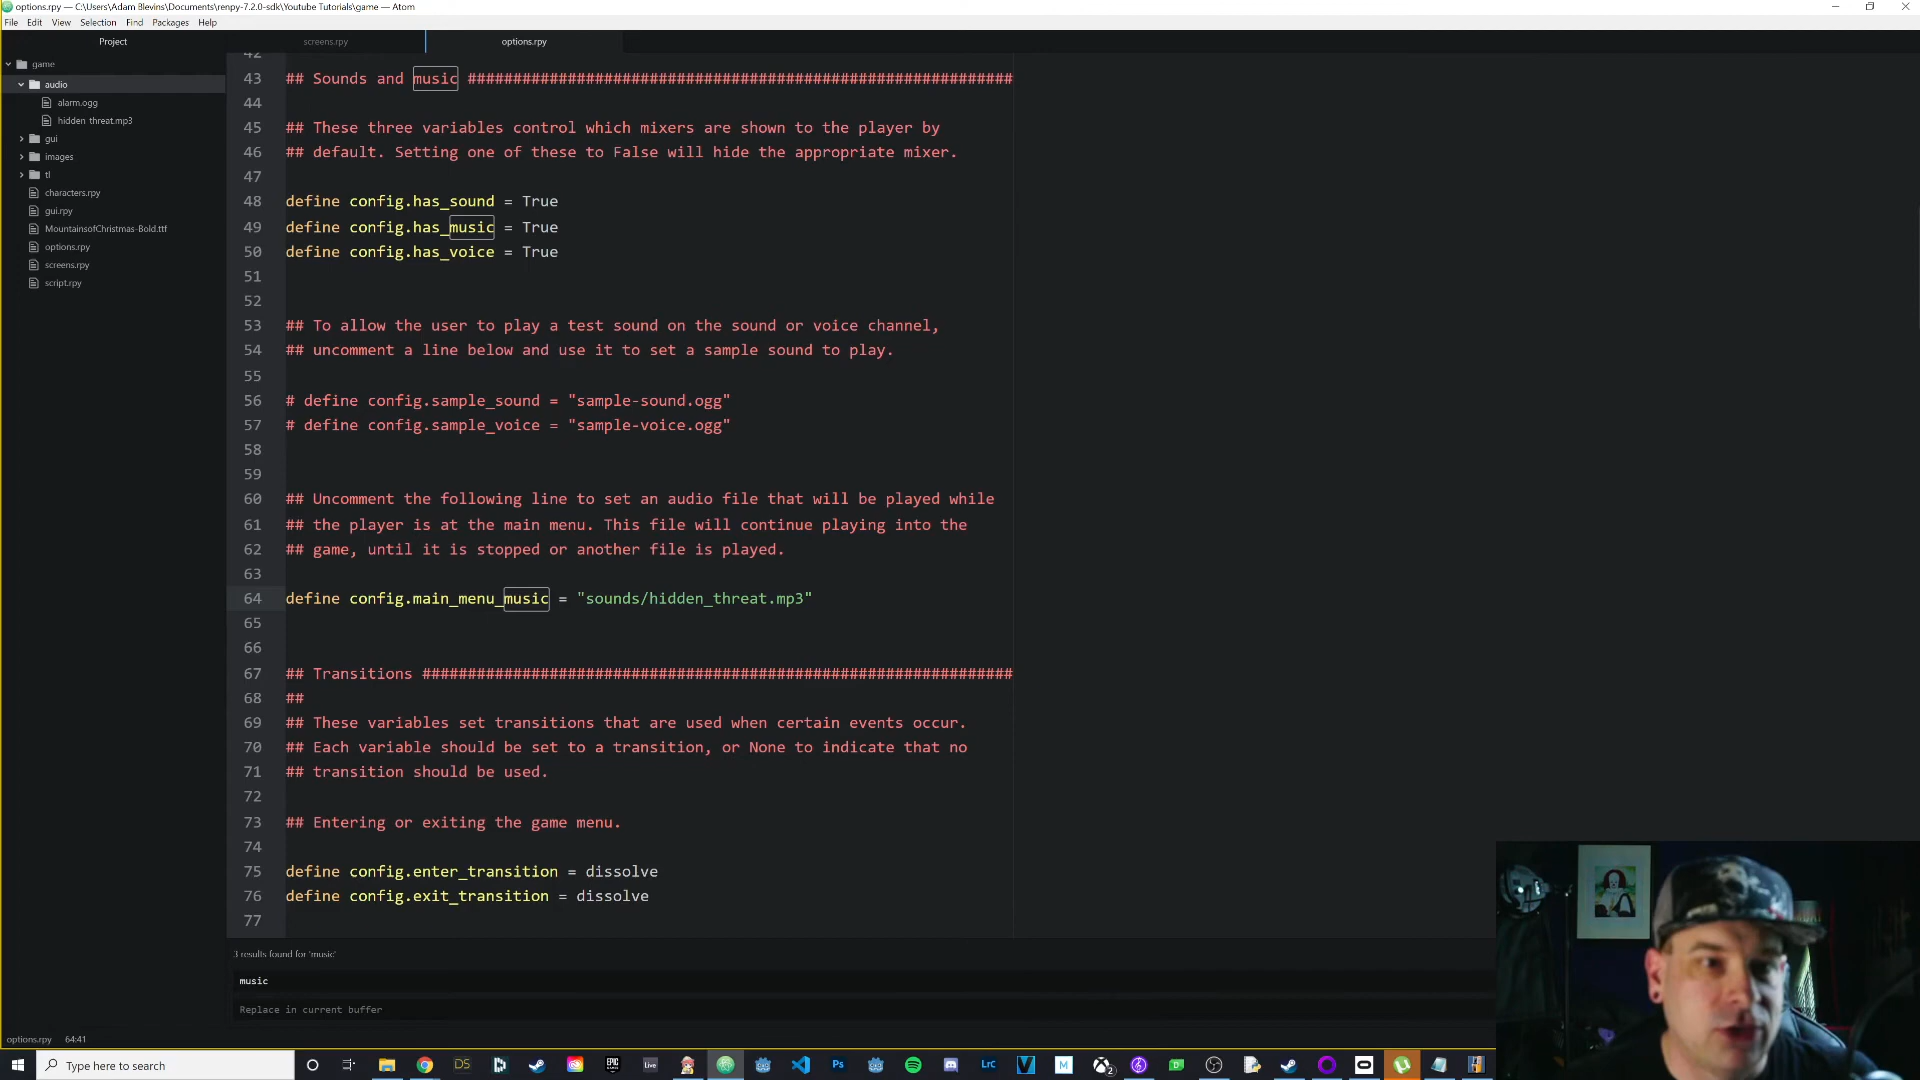 options.rpy — C:\Users\Adam Blevins\Documents\renpy-7.2.0-sdk\Youtube Tutorials\game — Atom
File Edit View Selection Find Packages Help
Project
screens.rpy
options.rpy
game
audio
alarm.ogg
hidden_threat.mp3
gui
images
tl
characters.rpy
gui.rpy
MountainsofChristmas-Bold.ttf
options.rpy
screens.rpy
script.rpy
42
43 ## Sounds and music ############################################################
44
45 ## These three variables control which mixers are shown to the player by
46 ## default. Setting one of these to False will hide the appropriate mixer.
47
48 define config.has_sound = True
49 define config.has_music = True
50 define config.has_voice = True
51
52
53 ## To allow the user to play a test sound on the sound or voice channel,
54 ## uncomment a line below and use it to set a sample sound to play.
55
56 # define config.sample_sound = "sample-sound.ogg"
57 # define config.sample_voice = "sample-voice.ogg"
58
59
60 ## Uncomment the following line to set an audio file that will be played while
61 ## the player is at the main menu. This file will continue playing into the
62 ## game, until it is stopped or another file is played.
63
64 define config.main_menu_music = "sounds/hidden_threat.mp3"
65
66
67 ## Transitions #################################################################
68 ##
69 ## These variables set transitions that are used when certain events occur.
70 ## Each variable should be set to a transition, or None to indicate that no
71 ## transition should be used.
72
73 ## Entering or exiting the game menu.
74
75 define config.enter_transition = dissolve
76 define config.exit_transition = dissolve
77
3 results found for 'music'
music
Replace in current buffer
options.rpy 64:41
Type here to search
DS
EPIC GAMES
Live
Ps
LrC
M
2